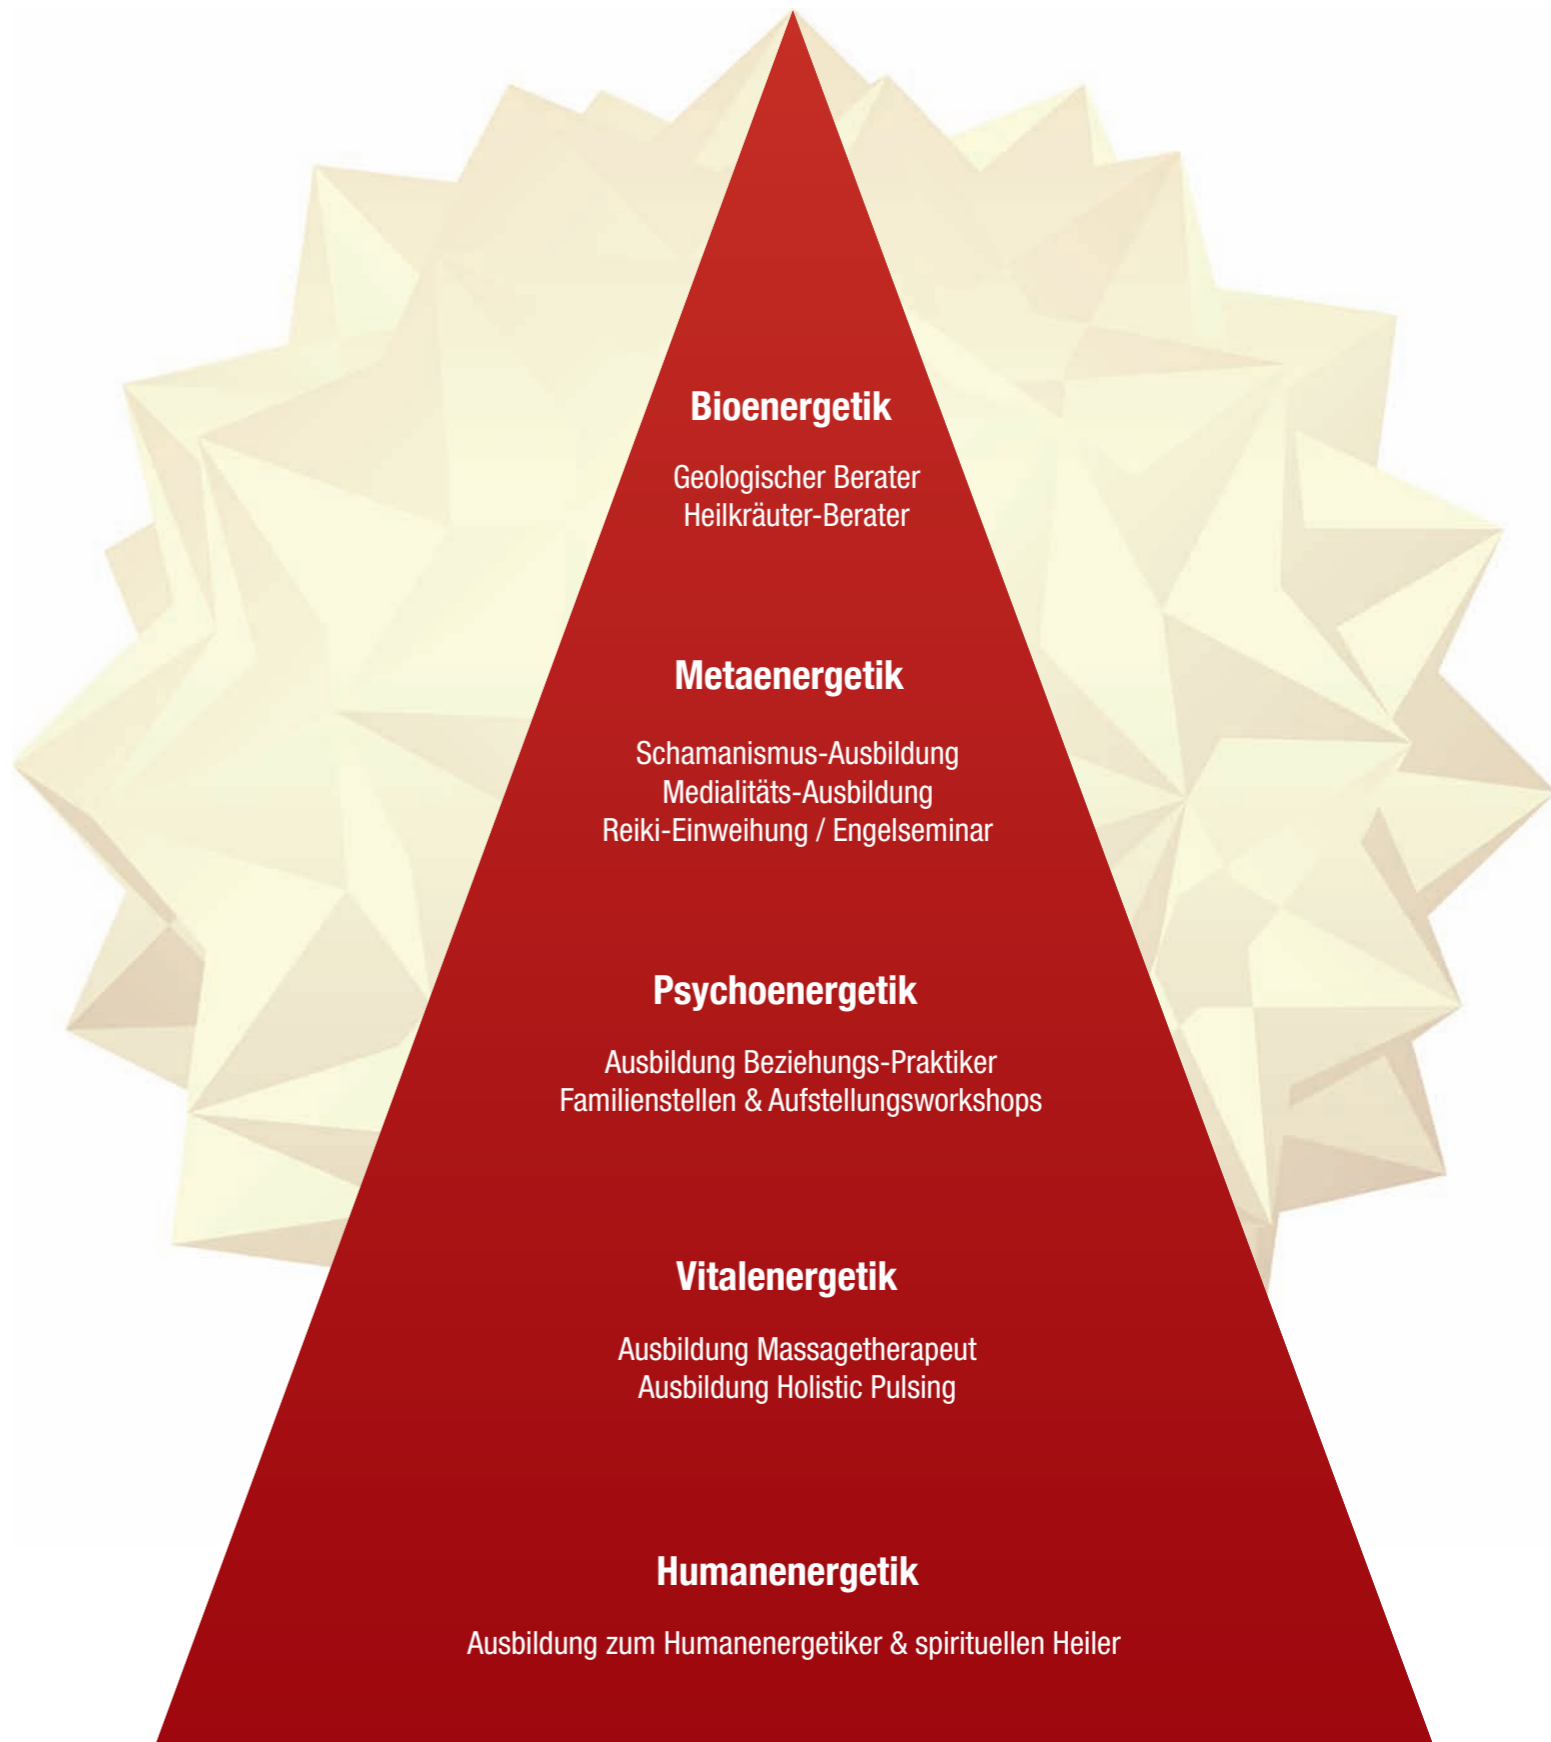 Bioenergetik
Geologischer Berater
Heilkräuter-Berater
Metaenergetik
Schamanismus-Ausbildung
Medialitäts-Ausbildung
Reiki-Einweihung / Engelseminar
Psychoenergetik
Ausbildung Beziehungs-Praktiker
Familienstellen & Aufstellungsworkshops
Vitalenergetik
Ausbildung Massagetherapeut
Ausbildung Holistic Pulsing
Humanenergetik
Ausbildung zum Humanenergetiker & spirituellen Heiler